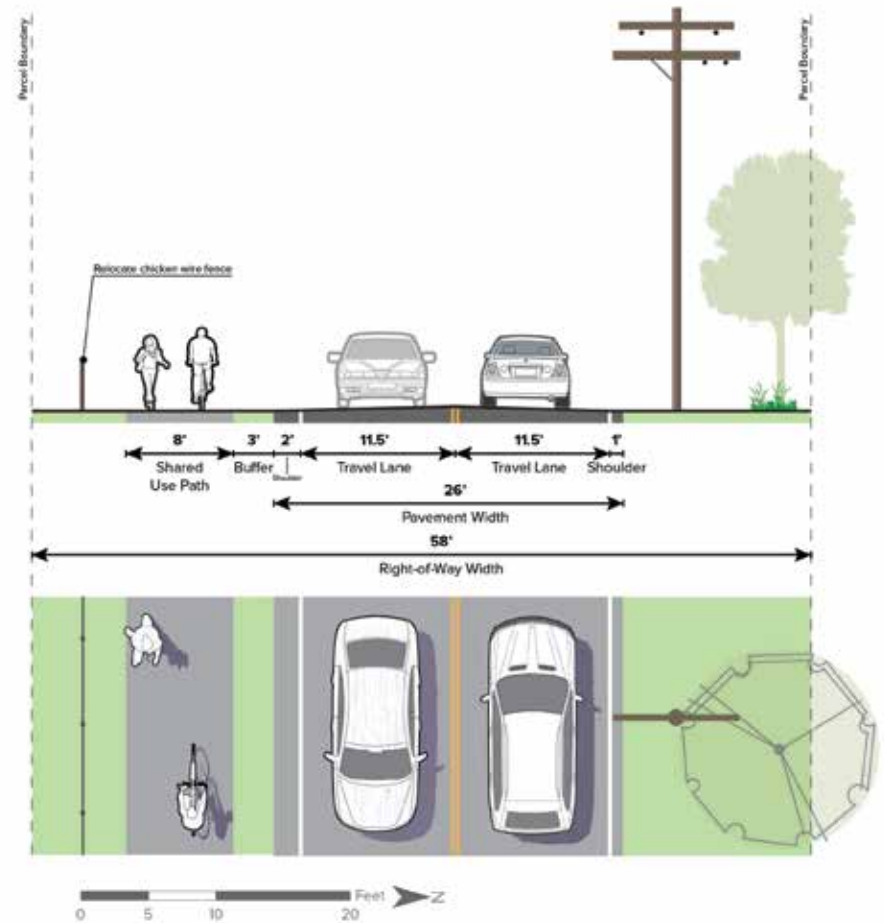 Parcel Boundary
Parcel Boundary
Relocate chicken wire fence
8'
3'
2'
11.5'
11.5'
1'
Shared
Use Path
Buffer
Shoulder
Travel Lane
Travel Lane
Shoulder
26'
Pavement Width
58'
Right-of-Way Width
Feet
Z
0
5
10
20